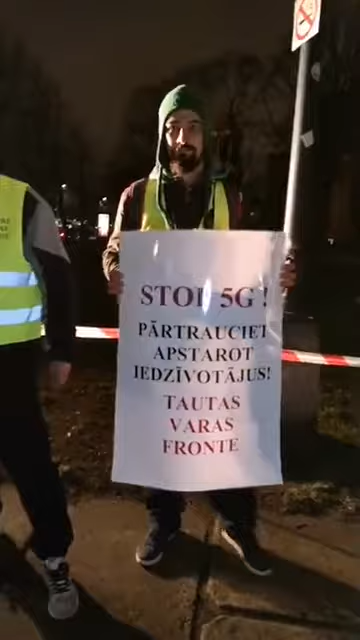 STOP 5G!
PĀRTRAUCIET
APSTAROT
IEDZĪVOTĀJUS!
TAUTAS
VARAS
FRONTE